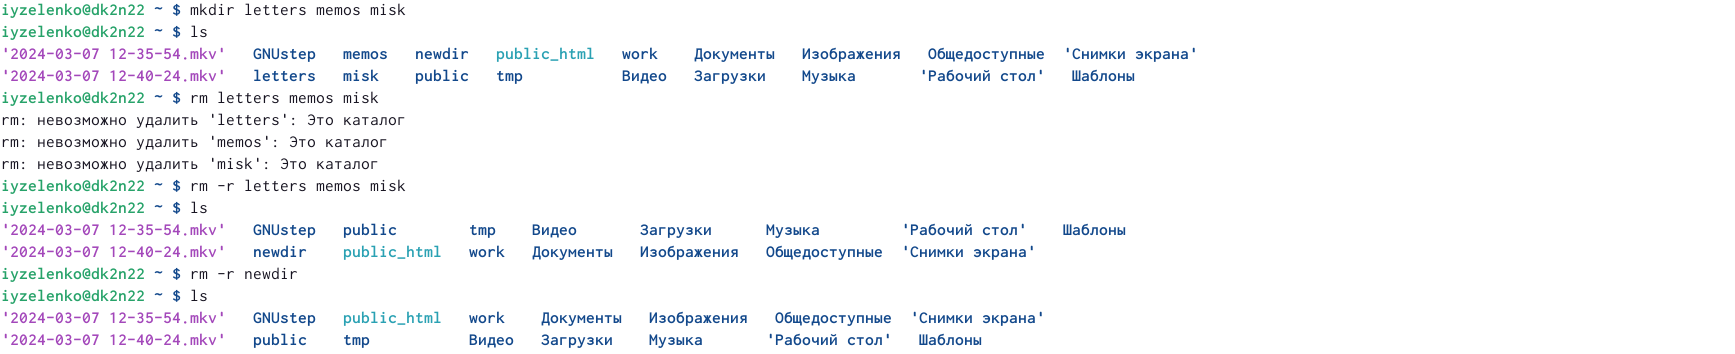 iyzelenko@dk2n22 ~ $ mkdir letters memos misk
iyzelenko@dk2n22 ~ $ ls
'2024-03-07 12-35-54.mkv'   GNUstep   memos   newdir   public_html   work    Документы   Изображения   Общедоступные  'Снимки экрана'
'2024-03-07 12-40-24.mkv'   letters   misk    public   tmp           Видео   Загрузки    Музыка       'Рабочий стол'   Шаблоны
iyzelenko@dk2n22 ~ $ rm letters memos misk
rm: невозможно удалить 'letters': Это каталог
rm: невозможно удалить 'memos': Это каталог
rm: невозможно удалить 'misk': Это каталог
iyzelenko@dk2n22 ~ $ rm -r letters memos misk
iyzelenko@dk2n22 ~ $ ls
'2024-03-07 12-35-54.mkv'   GNUstep   public        tmp    Видео       Загрузки      Музыка         'Рабочий стол'    Шаблоны
'2024-03-07 12-40-24.mkv'   newdir    public_html   work   Документы   Изображения   Общедоступные  'Снимки экрана'
iyzelenko@dk2n22 ~ $ rm -r newdir
iyzelenko@dk2n22 ~ $ ls
'2024-03-07 12-35-54.mkv'   GNUstep   public_html   work    Документы   Изображения   Общедоступные  'Снимки экрана'
'2024-03-07 12-40-24.mkv'   public    tmp           Видео   Загрузки    Музыка       'Рабочий стол'   Шаблоны